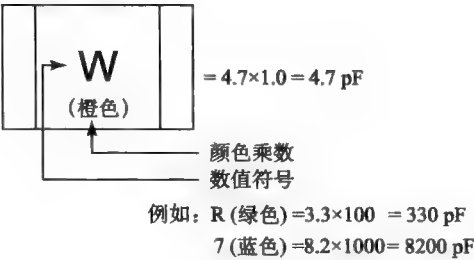 W
(橙色)
= 4.7×1.0 = 4.7 pF
颜色乘数
数值符号
例如：R (绿色) =3.3×100 = 330 pF
7 (蓝色) =8.2×1000= 8200 pF